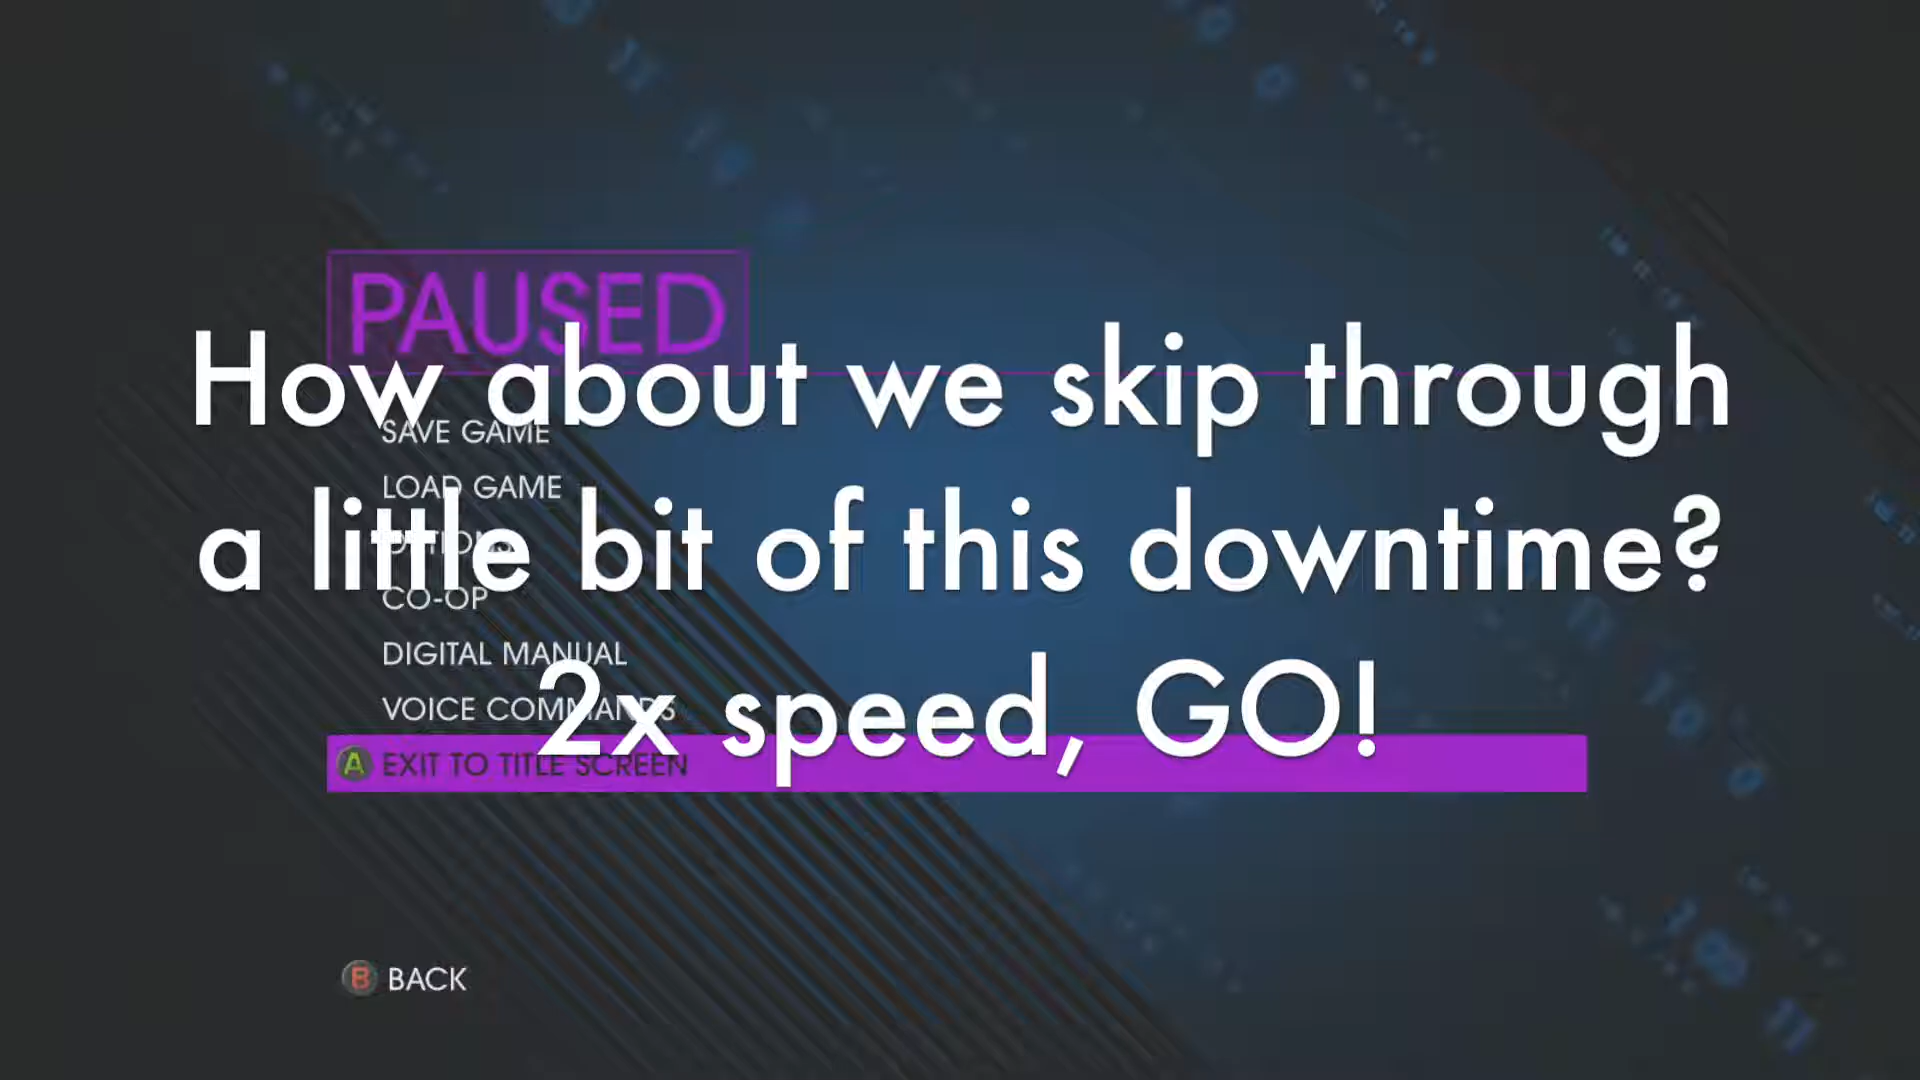 PAUSED
How about we skip through
SAVE GAME
LOAD GAME
a little bit of this downtime?
OPTIONS
CO-OP
DIGITAL MANUAL
2x speed, GO!
VOICE COMMANDS
A EXIT TO TITLE SCREEN
B BACK